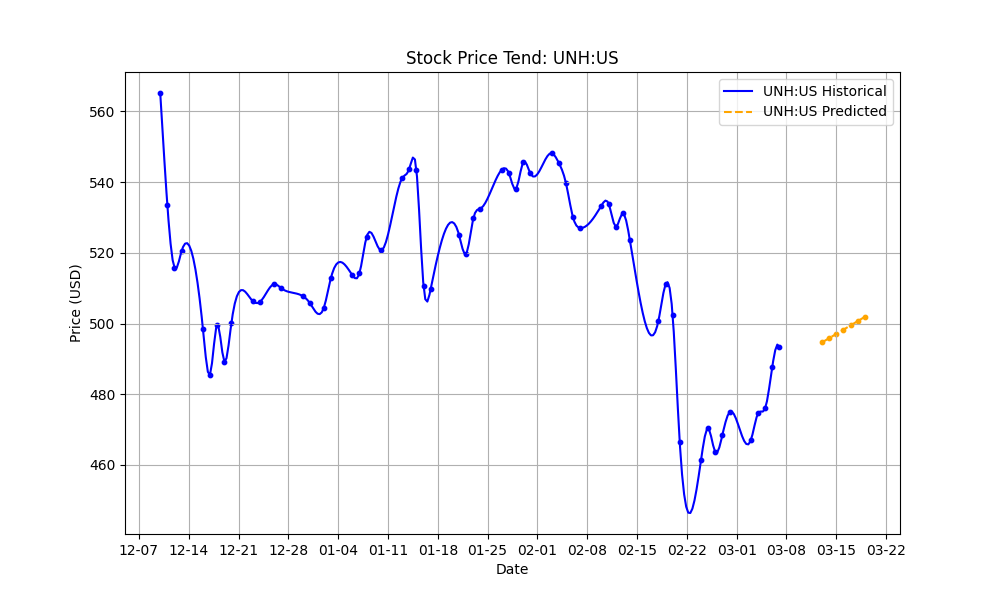 Stock Price Tend: UNH:US
UNH:US Historical
UNH:US Predicted
Price (USD)
560
540
520
500
480
460
12-07 12-14 12-21 12-28 01-04 01-11 01-18 01-25 02-01 02-08 02-15 02-22 03-01 03-08 03-15 03-22
Date